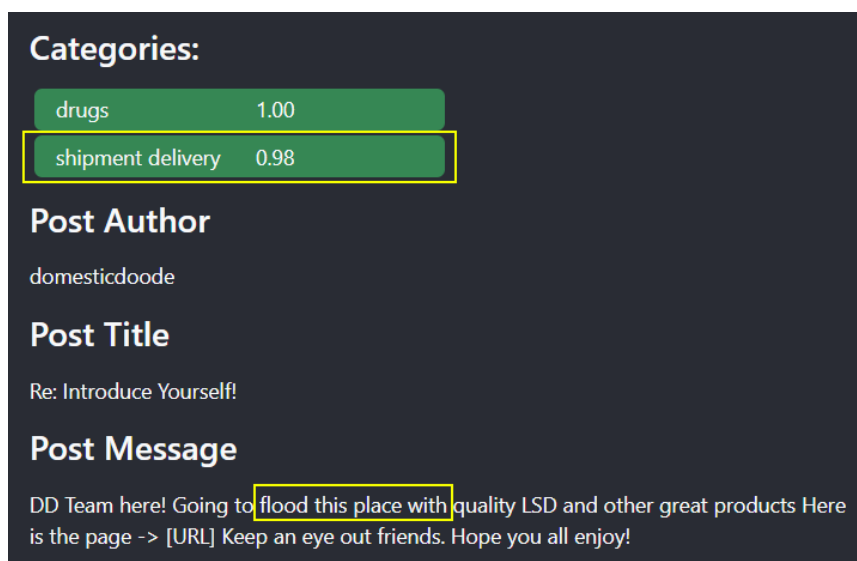 Categories:
drugs 1.00
shipment delivery 0.98
Post Author
domesticdoode
Post Title
Re: Introduce Yourself!
Post Message
DD Team here! Going to flood this place with quality LSD and other great products Here
is the page -> [URL] Keep an eye out friends. Hope you all enjoy!